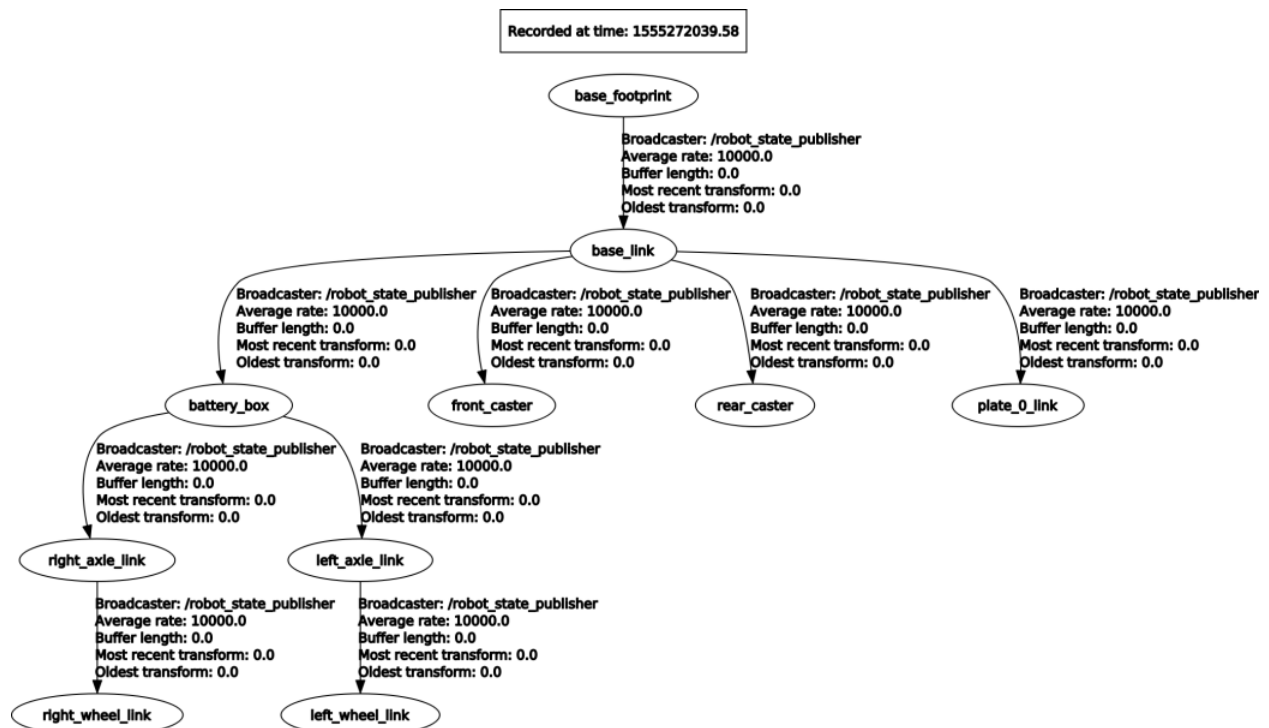 Recorded at time: 1555272039.58
base_footprint
Broadcaster: /robot_state_publisher
Average rate: 10000.0
Buffer length: 0.0
Most recent transform: 0.0
Oldest transform: 0.0
base_link
Broadcaster: /robot_state_publisher
Average rate: 10000.0
Buffer length: 0.0
Most recent transform: 0.0
Oldest transform: 0.0
Broadcaster: /robot_state_publisher
Average rate: 10000.0
Buffer length: 0.0
Most recent transform: 0.0
Oldest transform: 0.0
Broadcaster: /robot_state_publisher
Average rate: 10000.0
Buffer length: 0.0
Most recent transform: 0.0
Oldest transform: 0.0
Broadcaster: /robot_state_publisher
Average rate: 10000.0
Buffer length: 0.0
Most recent transform: 0.0
Oldest transform: 0.0
battery_box
front_caster
rear_caster
plate_0_link
Broadcaster: /robot_state_publisher
Average rate: 10000.0
Buffer length: 0.0
Most recent transform: 0.0
Oldest transform: 0.0
Broadcaster: /robot_state_publisher
Average rate: 10000.0
Buffer length: 0.0
Most recent transform: 0.0
Oldest transform: 0.0
right_axle_link
left_axle_link
Broadcaster: /robot_state_publisher
Average rate: 10000.0
Buffer length: 0.0
Most recent transform: 0.0
Oldest transform: 0.0
Broadcaster: /robot_state_publisher
Average rate: 10000.0
Buffer length: 0.0
Most recent transform: 0.0
Oldest transform: 0.0
right_wheel_link
left_wheel_link